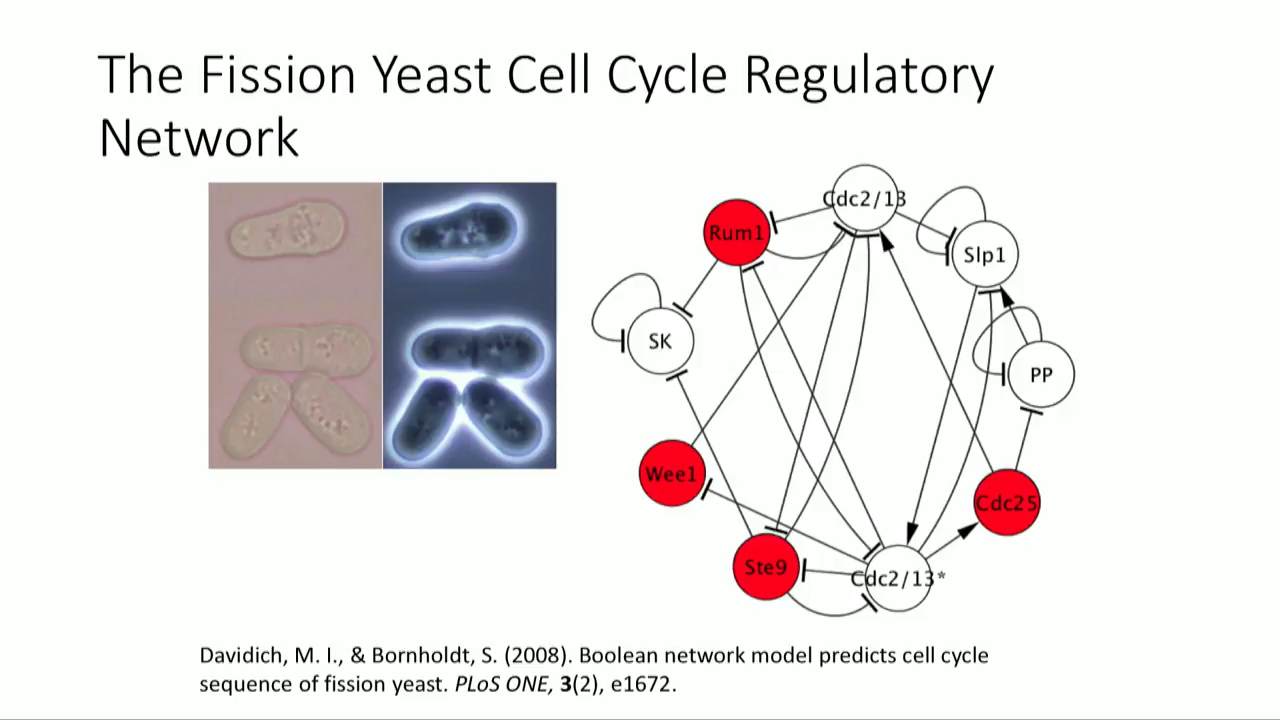 The Fission Yeast Cell Cycle Regulatory
Network
Cdc2/13
Rum1
Slp1
SK
PP
Wee1
Cdc25
Ste9
Cdc2/13*
Davidich, M. I., & Bornholdt, S. (2008). Boolean network model predicts cell cycle
sequence of fission yeast. PLoS ONE, 3(2), e1672.